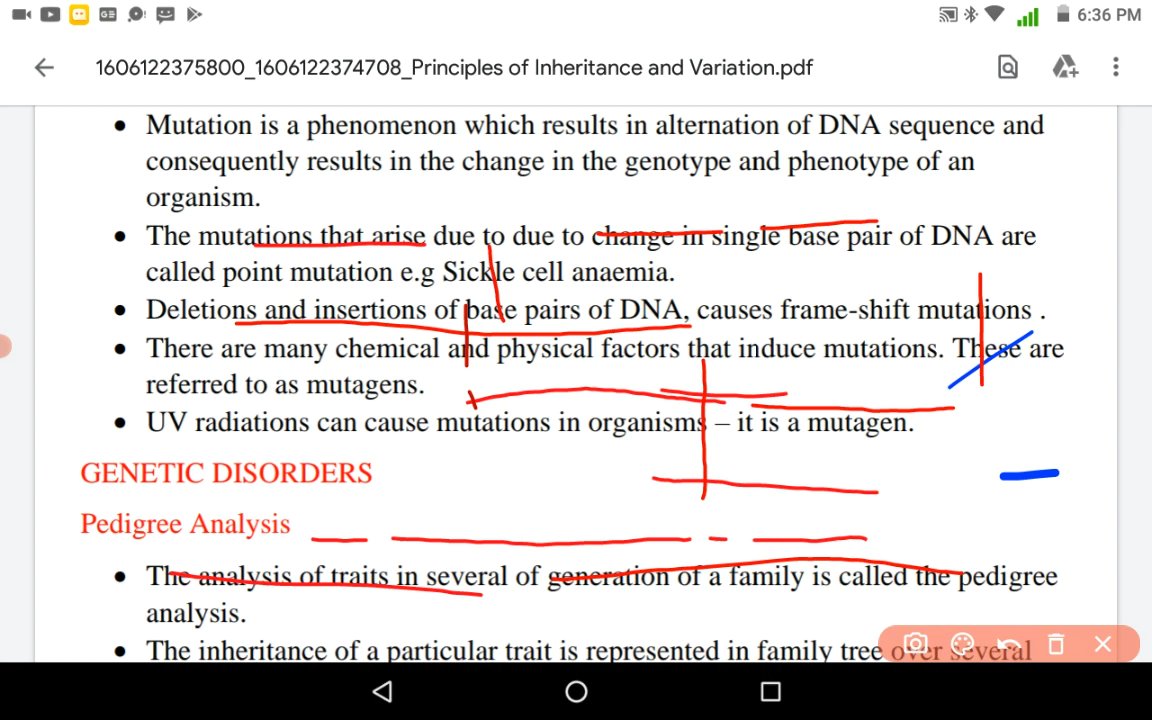 6:36 PM
1606122375800_1606122374708_Principles of Inheritance and Variation.pdf
• Mutation is a phenomenon which results in alternation of DNA sequence and
consequently results in the change in the genotype and phenotype of an
organism.
• The mutations that arise due to due to change in single base pair of DNA are
called point mutation e.g Sickle cell anaemia.
• Deletions and insertions of base pairs of DNA, causes frame-shift mutations .
• There are many chemical and physical factors that induce mutations. These are
referred to as mutagens.
• UV radiations can cause mutations in organisms – it is a mutagen.
GENETIC DISORDERS
Pedigree Analysis
• The analysis of traits in several of generation of a family is called the pedigree
analysis.
• The inheritance of a particular trait is represented in family tree over several